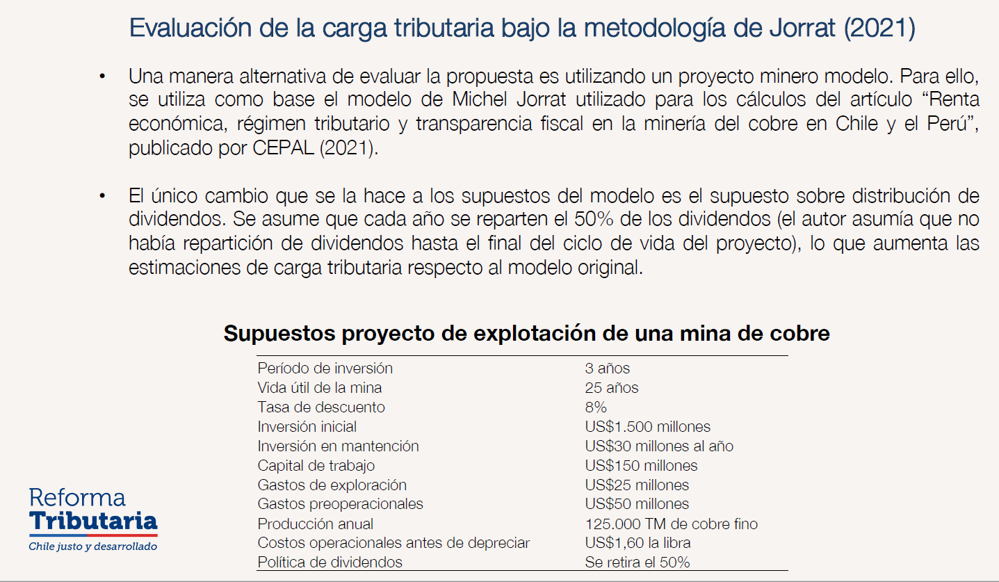 Evaluación de la carga tributaria bajo la metodología de Jorrat (2021)
• Una manera alternativa de evaluar la propuesta es utilizando un proyecto minero modelo. Para ello,
se utiliza como base el modelo de Michel Jorrat utilizado para los cálculos del artículo “Renta
económica, régimen tributario y transparencia fiscal en la minería del cobre en Chile y el Perú”,
publicado por CEPAL (2021).
• El único cambio que se la hace a los supuestos del modelo es el supuesto sobre distribución de
dividendos. Se asume que cada año se reparten el 50% de los dividendos (el autor asumía que no
había repartición de dividendos hasta el final del ciclo de vida del proyecto), lo que aumenta las
estimaciones de carga tributaria respecto al modelo original.
Supuestos proyecto de explotación de una mina de cobre
Período de inversión 3 años
Vida útil de la mina 25 años
Tasa de descuento 8%
Inversión inicial US$1.500 millones
Inversión en mantención US$30 millones al año
Capital de trabajo US$150 millones
Gastos de exploración US$25 millones
Gastos preoperacionales US$50 millones
Producción anual 125.000 TM de cobre fino
Costos operacionales antes de depreciar US$1,60 la libra
Política de dividendos Se retira el 50%
Reforma
Tributaria
Chile justo y desarrollado